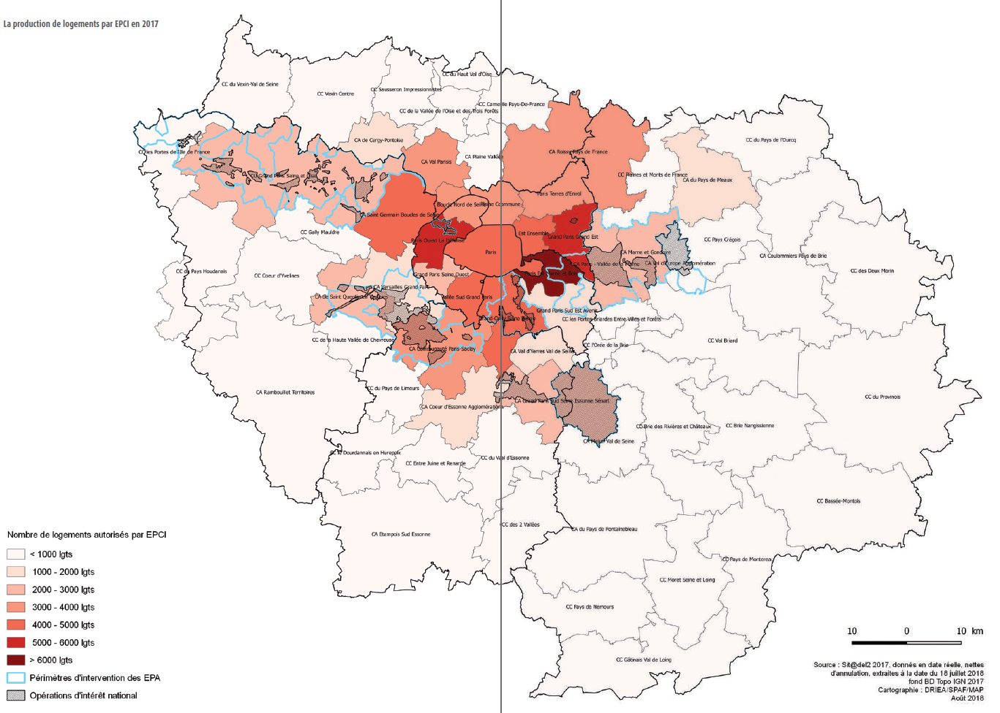 La production de logements par EPCI en 2017
CC du Haut Val d'Oise
CC du Vexin-Val de Seine
CC Sausseron Impressionnistes
CC Vexin Centre
CC Carnelle Pays-De-France
CC de la Vallée de l'Oise et des Trois Forêts
CA de Cergy-Pontoise
CC du Pays de l'Ourcq
CC les Portes de l'Ile de France
CA Roissy Pays de France
CA Plaine Vallée
CA Val Parisis
CC Plaines et Monts de France
CA du Pays de Meaux
CU Grand Paris Seine et Oise
Paris Terres d'Envol
Boucle Nord de Seine
Plaine Commune
CA Saint Germain Boucles de Seine
CC Gally Mauldre
Est Ensemble
Grand Paris Grand Est
Paris Ouest La Défense
CC Pays Créçois
Paris
CA Marne et Gondoire
CC Coulommiers Pays de Brie
CA Paris - Vallée de la Marne
CA Val d'Europe Agglomération
CC du Pays Houdanais
CC des Deux Morin
Paris Est Marne et Bois
CC Coeur d'Yvelines
Grand Paris Seine Ouest
CA Versailles Grand Parc
CA de Saint Quentin en Yvelines
Vallée Sud Grand Paris
Grand Paris Sud Est Avenir
CC les Portes Briardes Entre Villes et Forêts
CC de la Haute Vallée de Chevreuse
CC Val Briard
CC l'Orée de la Brie
CA Communauté Paris-Saclay
CA Val d'Yerres Val de Seine
CC du Pays de Limours
CA Rambouillet Territoires
CC du Provinois
CA Grand Paris Sud Seine Essonne Sénart
CA Coeur d'Essonne Agglomération
CC Brie des Rivières et Châteaux
CC Brie Nangissienne
CA Melun Val de Seine
CC le Dourdannais en Hurepoix
CC du Val d'Essonne
CC Entre Juine et Renarde
CC Bassée-Montois
CC des 2 Vallées
CA du Pays de Fontainebleau
CA Etampois Sud Essonne
CC Pays de Montereau
CC Moret Seine et Loing
CC Pays de Nemours
CC Gâtinais Val de Loing
Nombre de logements autorisés par EPCI
< 1000 lgts
1000 - 2000 lgts
2000 - 3000 lgts
3000 - 4000 lgts
4000 - 5000 lgts
5000 - 6000 lgts
> 6000 lgts
Périmètres d'intervention des EPA
Opérations d'intérêt national
10 0 10 km
Source : Sit@del2 2017, donnés en date réelle, nettes
d'annulation, extraites à la date du 18 juillet 2018
fond BD Topo IGN 2017
Cartographie : DRIEA/SPAF/MAP
Août 2018